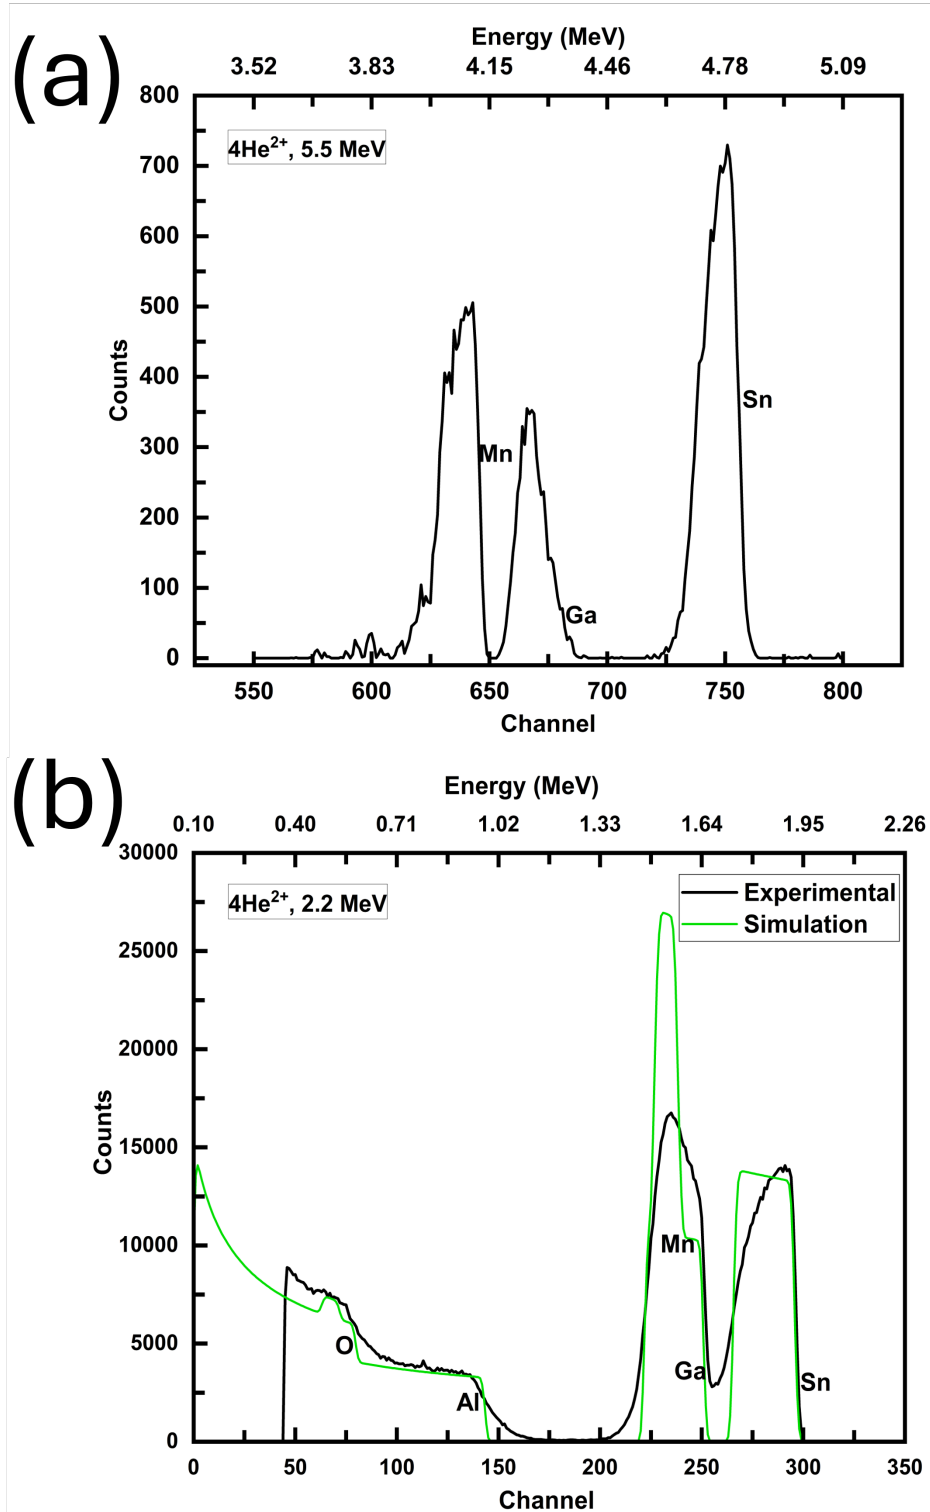 (a)
Energy (MeV)
3.52 3.83 4.15 4.46 4.78 5.09
800
4He²⁺, 5.5 MeV
700
600
500
400
Sn
Counts
300
Mn
200
100
Ga
0
550 600 650 700 750 800
Channel
(b)
Energy (MeV)
0.10 0.40 0.71 1.02 1.33 1.64 1.95 2.26
30000
4He²⁺, 2.2 MeV
Experimental
Simulation
25000
20000
Counts
15000
10000
Mn
5000
O
Ga
Sn
Al
0
0 50 100 150 200 250 300 350
Channel